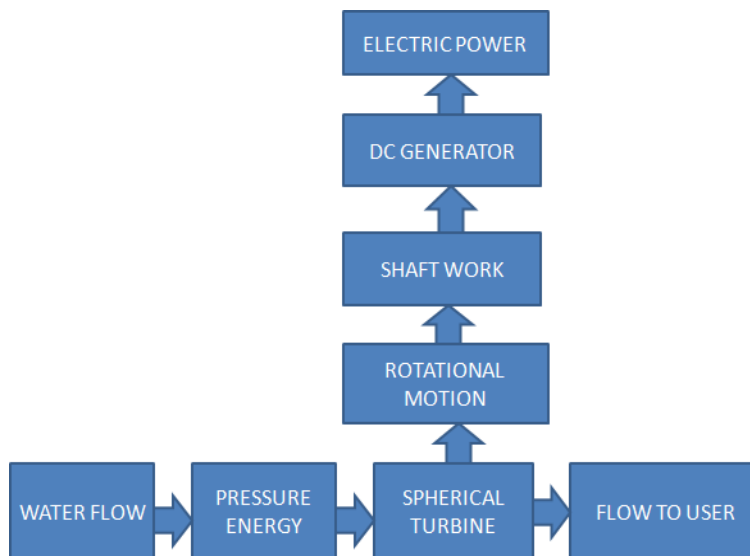 ELECTRIC POWER
DC GENERATOR
SHAFT WORK
ROTATIONAL
MOTION
WATER FLOW
PRESSURE
ENERGY
SPHERICAL
TURBINE
FLOW TO USER